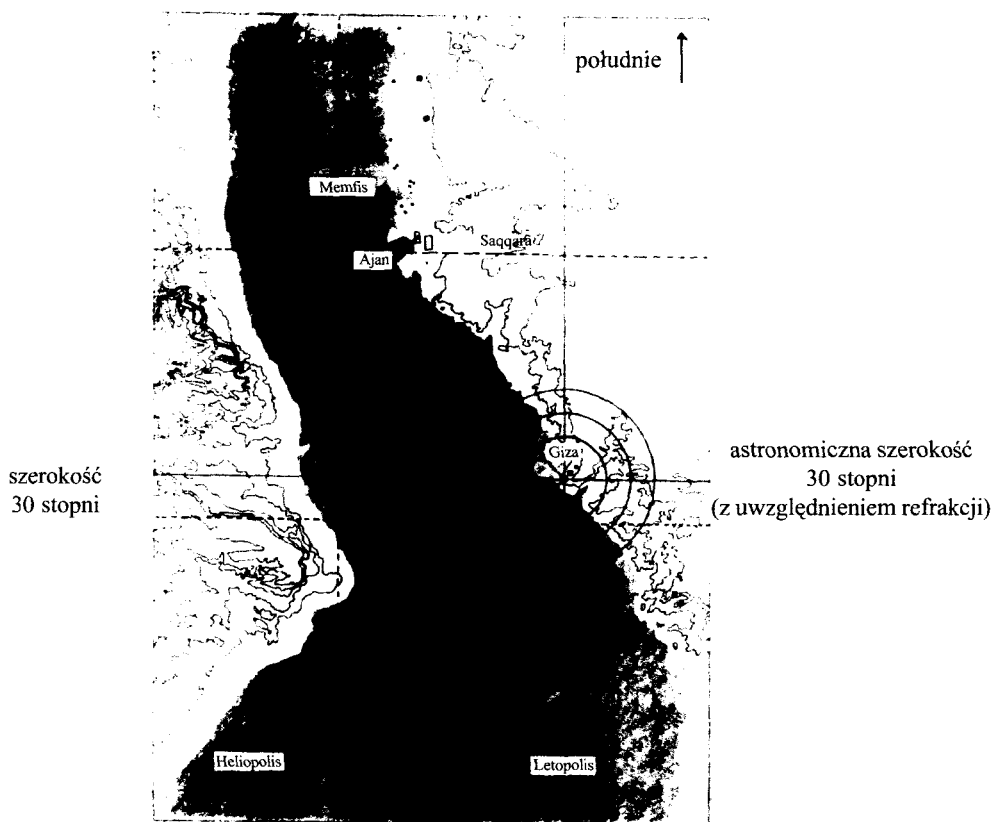 południe
Memfis
Saqqara
Ajan
Giza
szerokość
30 stopni
astronomiczna szerokość
30 stopni
(z uwzględnieniem refrakcji)
Heliopolis
Letopolis